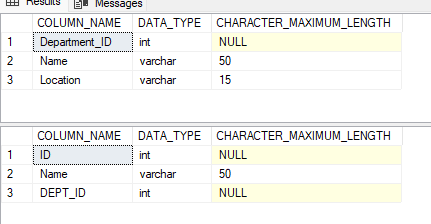 Results Messages
COLUMN_NAME DATA_TYPE CHARACTER_MAXIMUM_LENGTH
1 Department_ID int NULL
2 Name varchar 50
3 Location varchar 15
COLUMN_NAME DATA_TYPE CHARACTER_MAXIMUM_LENGTH
1 ID int NULL
2 Name varchar 50
3 DEPT_ID int NULL